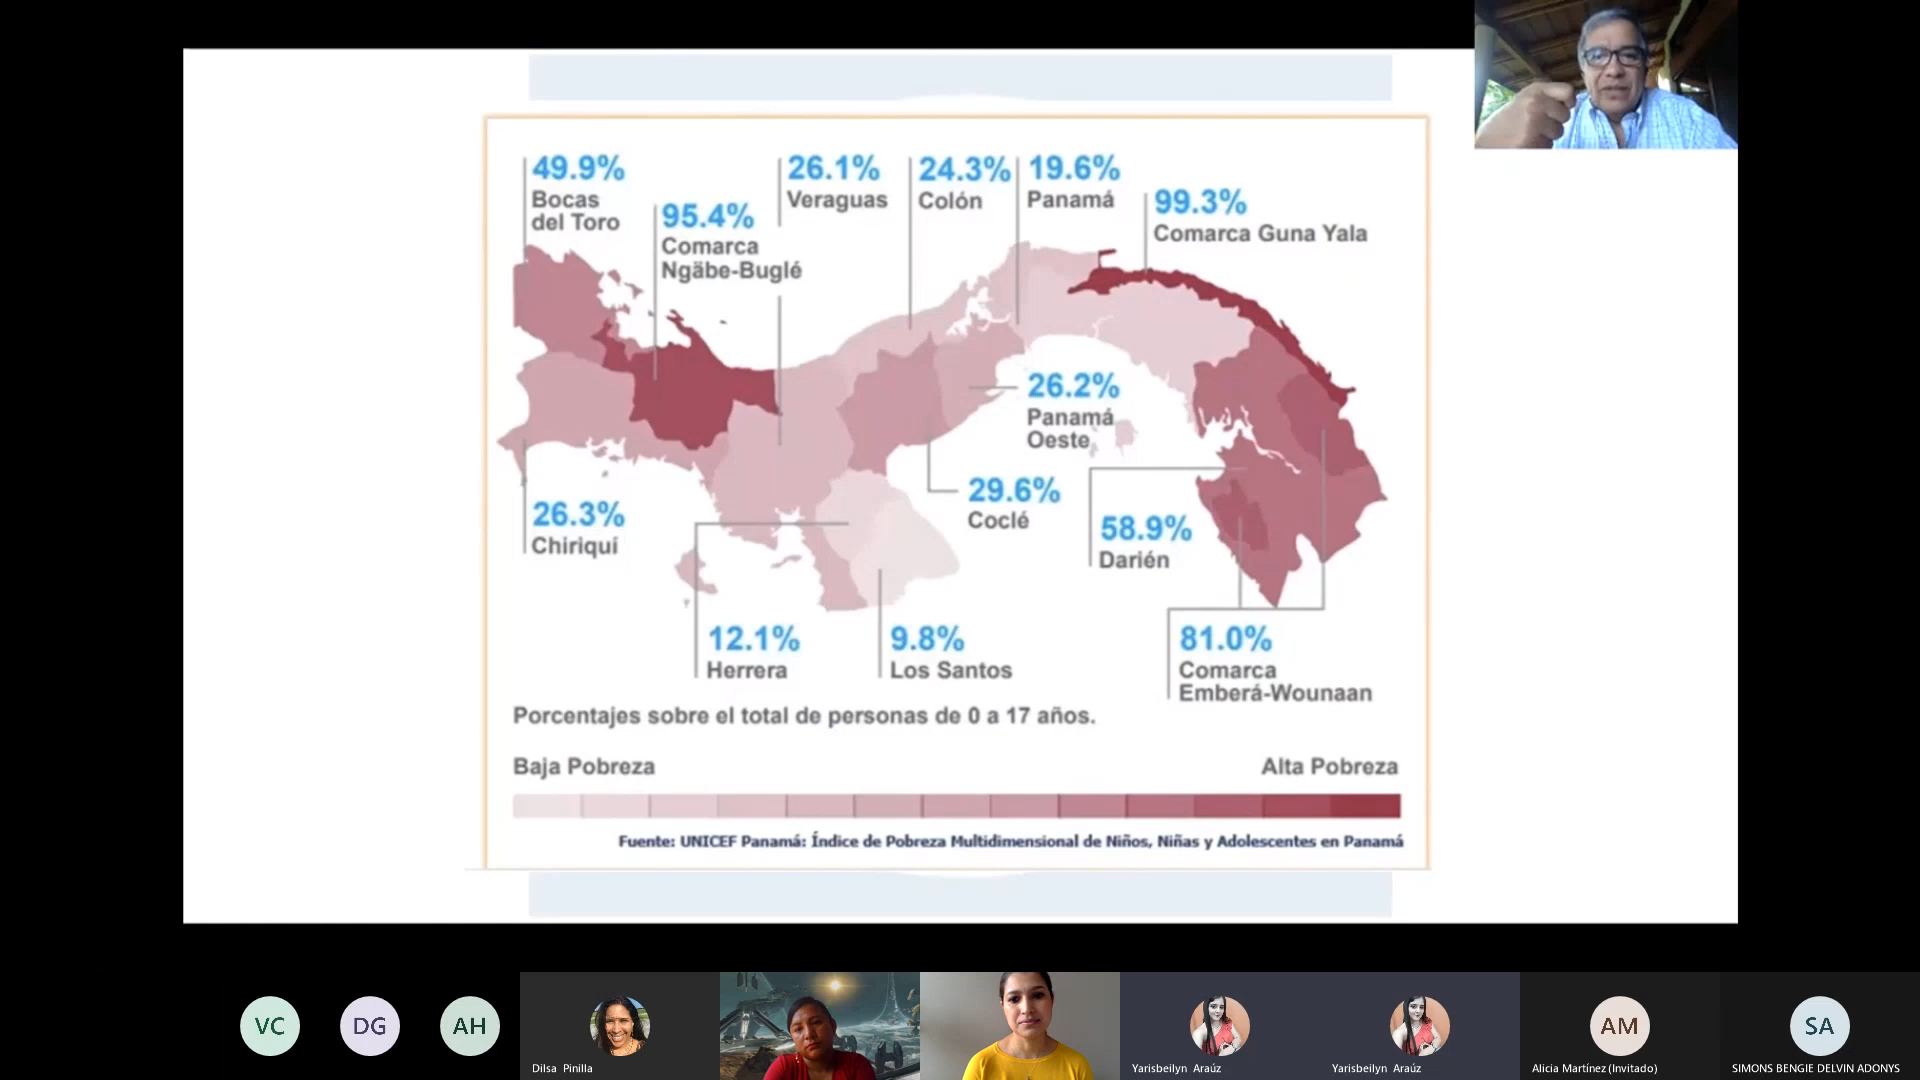 49.9%
Bocas
del Toro
95.4%
Comarca
Ngäbe-Buglé
26.1%
Veraguas
24.3%
Colón
19.6%
Panamá
99.3%
Comarca Guna Yala
26.2%
Panamá
Oeste
29.6%
Coclé
26.3%
Chiriquí
58.9%
Darién
12.1%
Herrera
9.8%
Los Santos
81.0%
Comarca
Emberá-Wounaan
Porcentajes sobre el total de personas de 0 a 17 años.
Baja Pobreza
Alta Pobreza
Fuente: UNICEF Panamá: Índice de Pobreza Multidimensional de Niños, Niñas y Adolescentes en Panamá
VC
DG
AH
Dilsa Pinilla
Yarisbeilyn Araúz
Yarisbeilyn Araúz
AM
Alicia Martínez (Invitado)
SA
SIMONS BENGIE DELVIN ADONYS